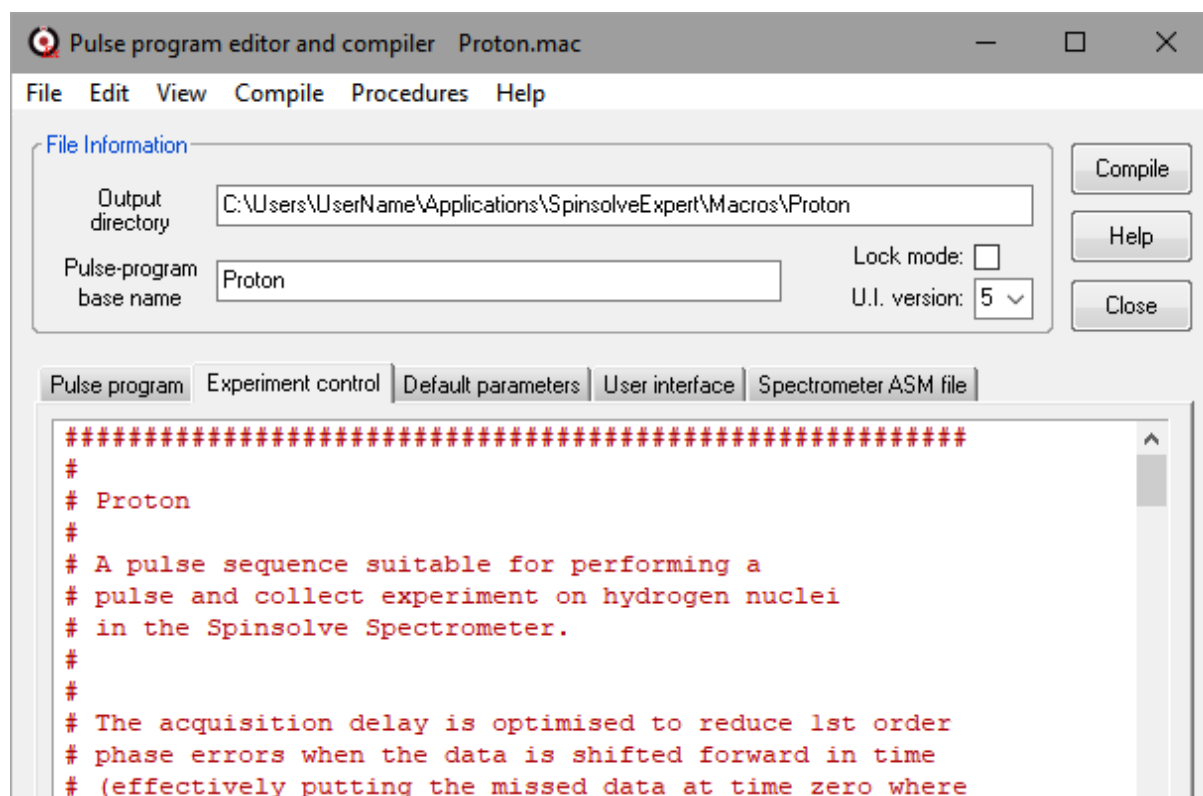 Pulse program editor and compiler Proton.mac
File Edit View Compile Procedures Help
File Information
Output directory
C:\Users\UserName\Applications\SpinsolveExpert\Macros\Proton
Pulse-program base name
Proton
Lock mode:
U.I. version: 5
Compile
Help
Close
Pulse program Experiment control Default parameters User interface Spectrometer ASM file
#########################################################
#
# Proton
#
# A pulse sequence suitable for performing a
# pulse and collect experiment on hydrogen nuclei
# in the Spinsolve Spectrometer.
#
#
# The acquisition delay is optimised to reduce 1st order
# phase errors when the data is shifted forward in time
# (effectively putting the missed data at time zero where